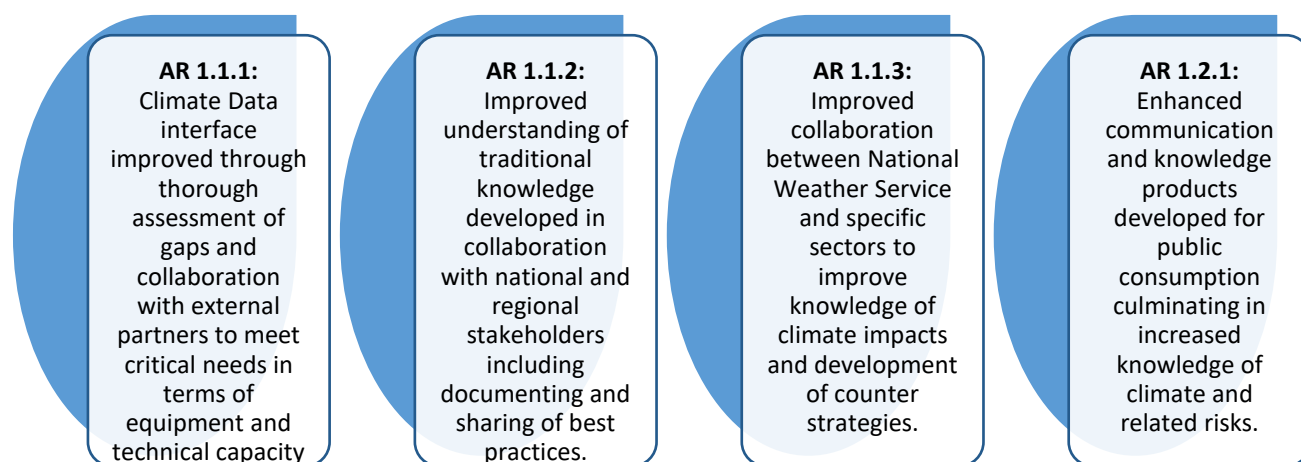 AR 1.1.1:
Climate Data
interface
improved through
thorough
assessment of
gaps and
collaboration
with external
partners to meet
critical needs in
terms of
equipment and
technical capacity
AR 1.1.2:
Improved
understanding of
traditional
knowledge
developed in
collaboration
with national and
regional
stakeholders
including
documenting and
sharing of best
practices.
AR 1.1.3:
Improved
collaboration
between National
Weather Service
and specific
sectors to
improve
knowledge of
climate impacts
and development
of counter
strategies.
AR 1.2.1:
Enhanced
communication
and knowledge
products
developed for
public
consumption
culminating in
increased
knowledge of
climate and
related risks.